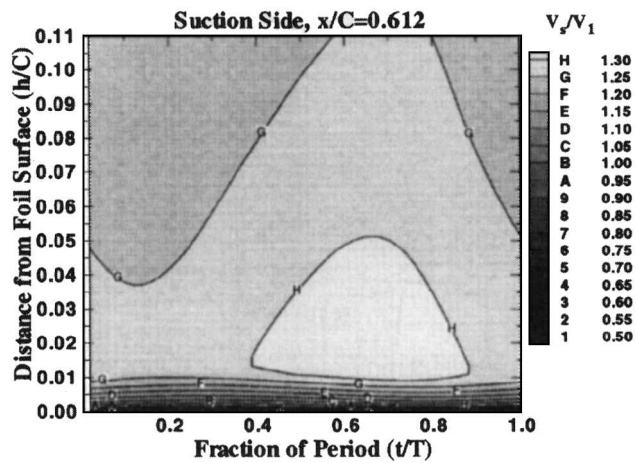 Suction Side, x/C=0.612
V_s/V_1
Distance from Foil Surface (h/C)
0.11
0.10
0.09
0.08
0.07
0.06
0.05
0.04
0.03
0.02
0.01
0.00
G
G
G
H
H
G
G
F
F
H 1.30
G 1.25
F 1.20
E 1.15
D 1.10
C 1.05
B 1.00
A 0.95
9 0.90
8 0.85
7 0.80
6 0.75
5 0.70
4 0.65
3 0.60
2 0.55
1 0.50
0.2 0.4 0.6 0.8 1.0
Fraction of Period (t/T)